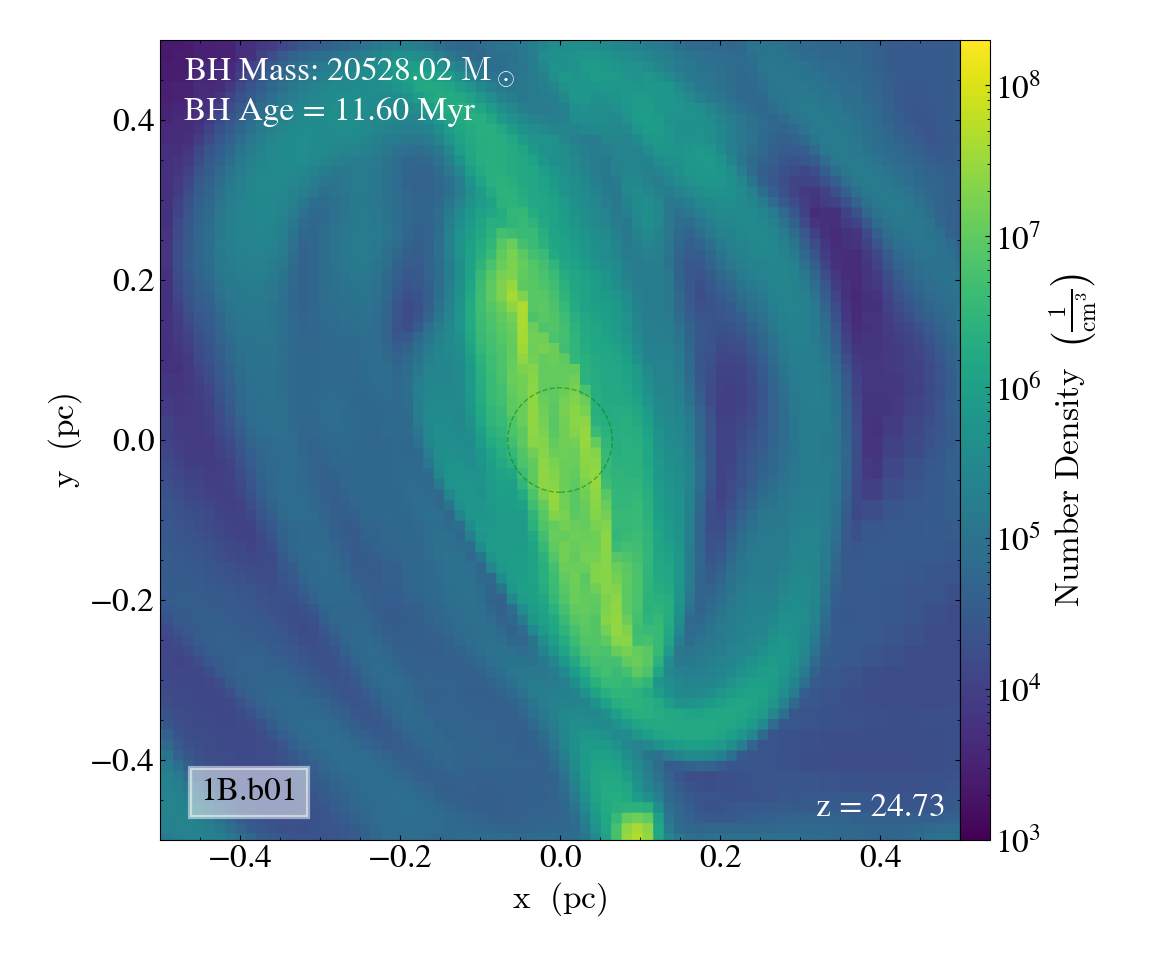 BH Mass: 20528.02 M⊙
BH Age = 11.60 Myr
0.4
0.2
0.0
−0.2
−0.4
y (pc)
1B.b01
z = 24.73
−0.4 −0.2 0.0 0.2 0.4
x (pc)
10⁸
10⁷
10⁶
10⁵
10⁴
10³
Number Density (1/cm³)